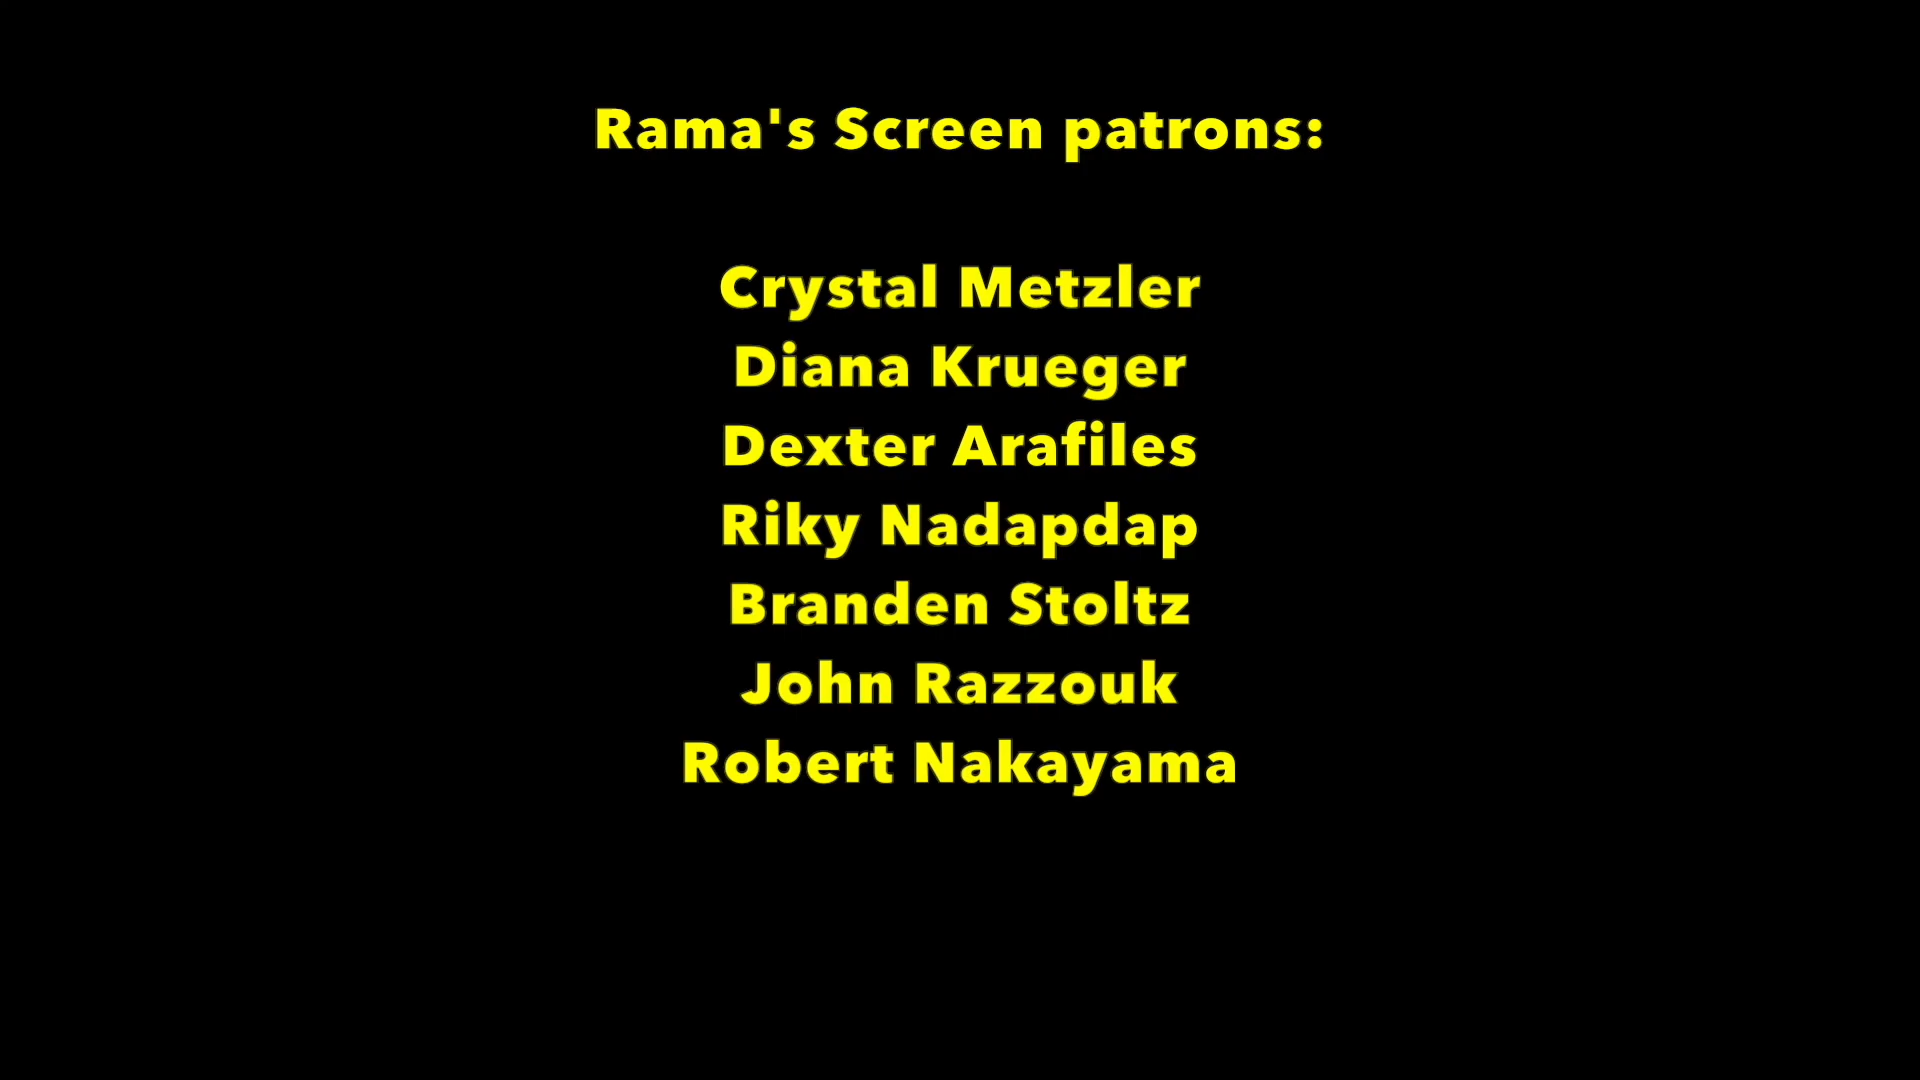 Rama's Screen patrons:
Crystal Metzler
Diana Krueger
Dexter Arafiles
Riky Nadapdap
Branden Stoltz
John Razzouk
Robert Nakayama